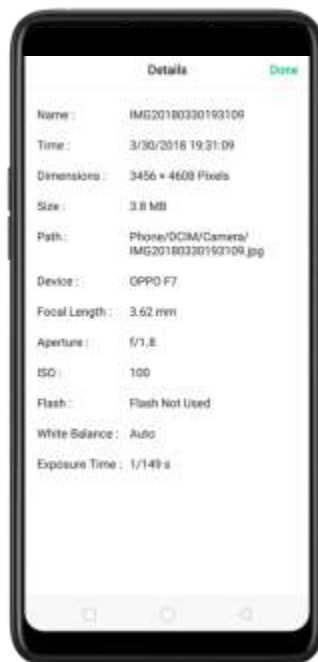 Details Done
Name : IMG20180330193109
Time : 3/30/2018 19:31:09
Dimensions : 3456 × 4608 Pixels
Size : 3.8 MB
Path : Phone/DCIM/Camera/
IMG20180330193109.jpg
Device : OPPO F7
Focal Length : 3.62 mm
Aperture : f/1.8
ISO : 100
Flash : Flash Not Used
White Balance : Auto
Exposure Time : 1/149 s